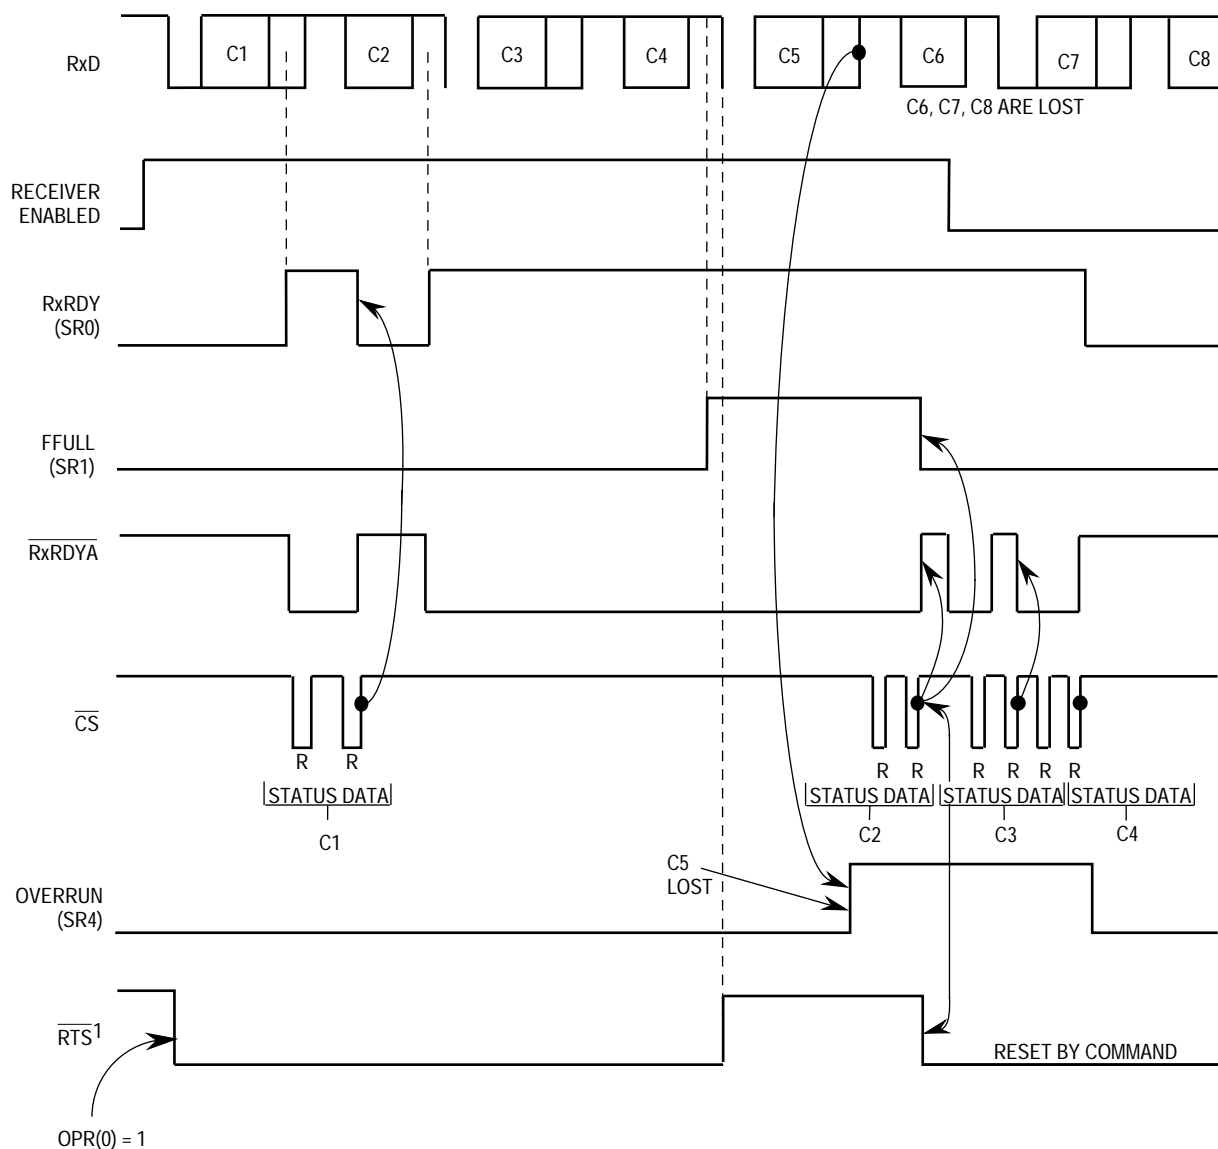 RxD
C1
C2
C3
C4
C5
C6
C7
C8
C6, C7, C8 ARE LOST
RECEIVER
ENABLED
RxRDY
(SR0)
FFULL
(SR1)
RxRDYA
CS
R R
R R R R R R
STATUS DATA
STATUS DATA
STATUS DATA
STATUS DATA
C1
C2
C3
C4
C5
LOST
OVERRUN
(SR4)
RTS1
RESET BY COMMAND
OPR(0) = 1